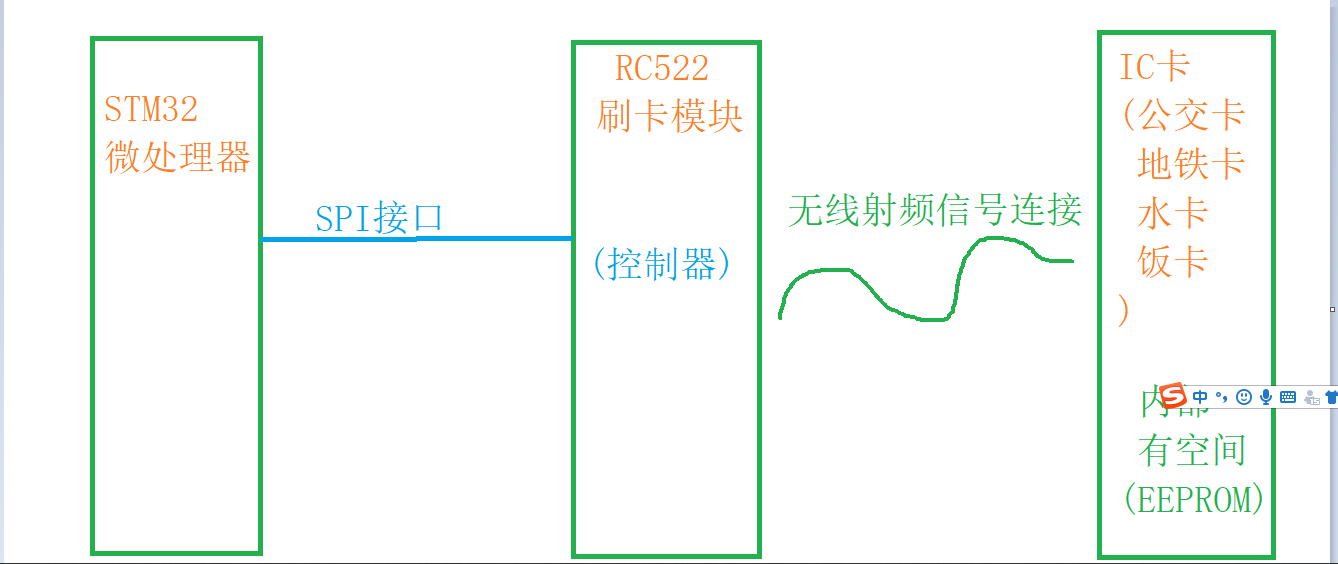 STM32
微处理器
SPI接口
RC522
刷卡模块
(控制器)
无线射频信号连接
IC卡
(公交卡
地铁卡
水卡
饭卡
)
内部
中
有空间
(EEPROM)